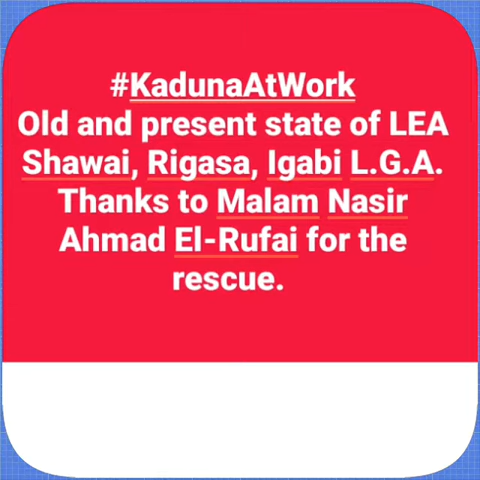 #KadunaAtWork
Old and present state of LEA
Shawai, Rigasa, Igabi L.G.A.
Thanks to Malam Nasir
Ahmad El-Rufai for the
rescue.